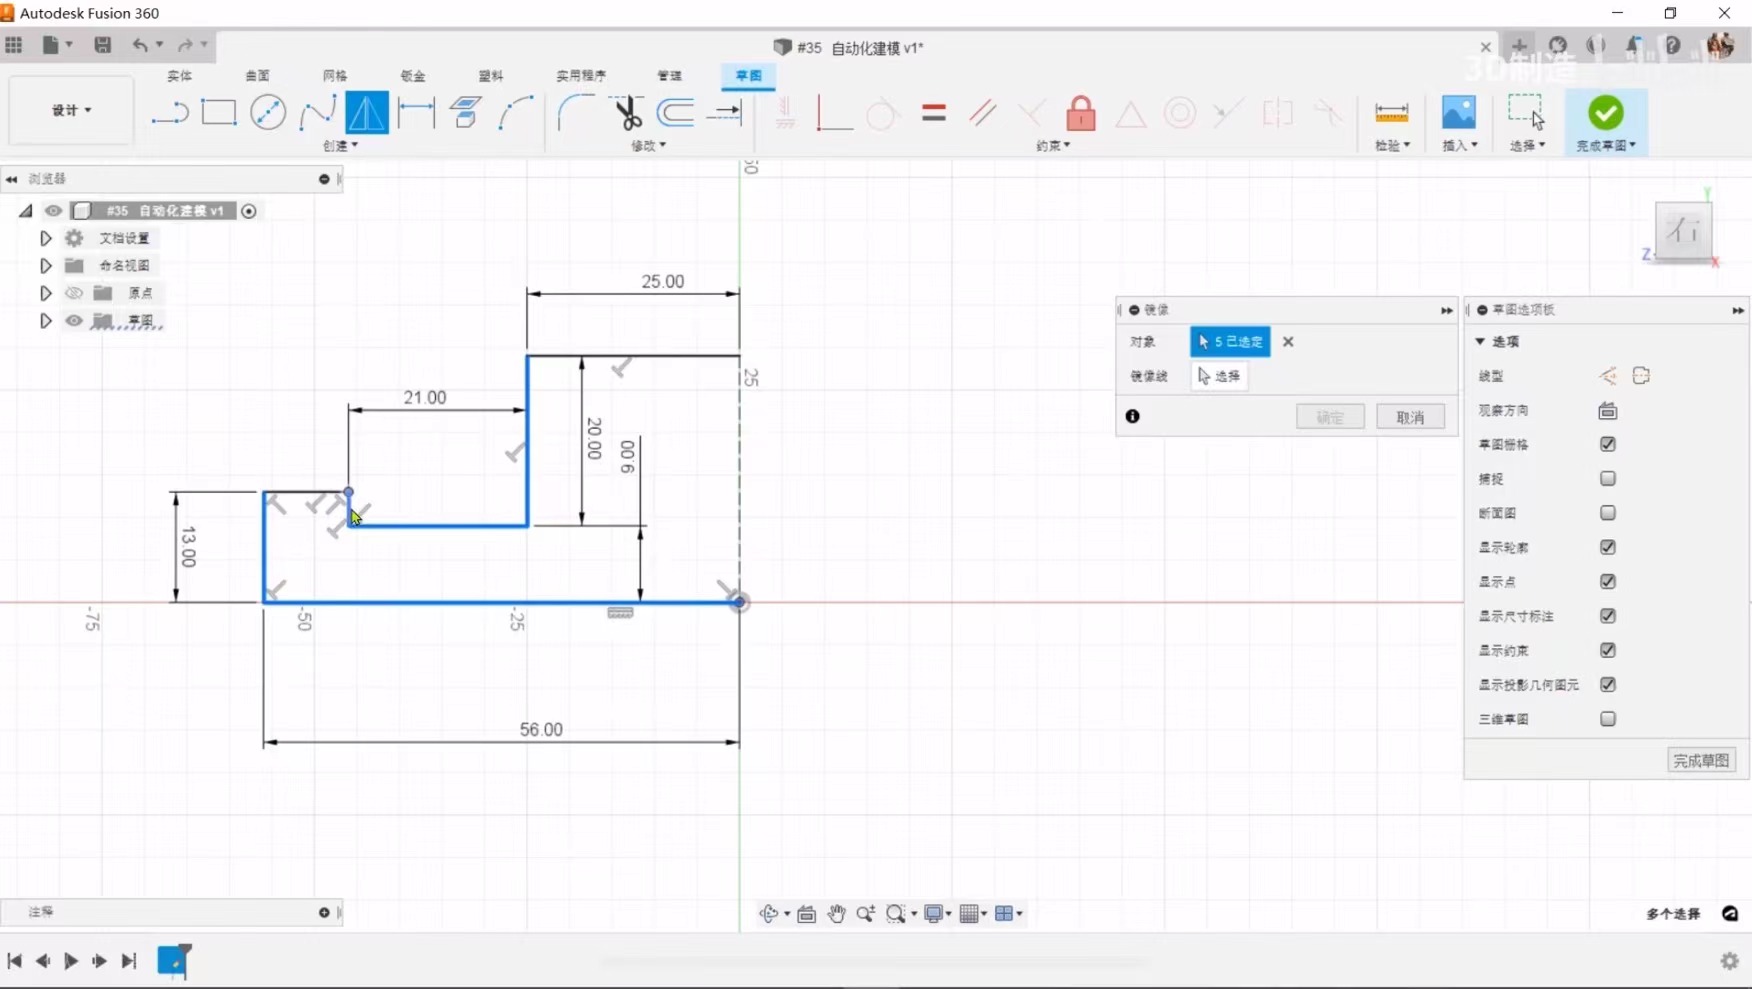 Autodesk Fusion 360
#35 自动化建模 v1*
3D制造
实体 曲面 网格 钣金 塑料 实用程序 管理 草图
设计
创建 修改 约束 检验 插入 选择 完成草图
浏览器
#35 自动化建模 v1
文档设置
命名视图
原点
草图
50
25.00
25
21.00
20.00
9.00
13.00
-75
-50
-25
56.00
Y
右
Z
X
镜像
对象 5 已选定
镜像线 选择
确定 取消
草图选项板
选项
线型
观察方向
草图栅格
捕捉
断面图
显示轮廓
显示点
显示尺寸标注
显示约束
显示投影几何图元
三维草图
完成草图
注释
多个选择